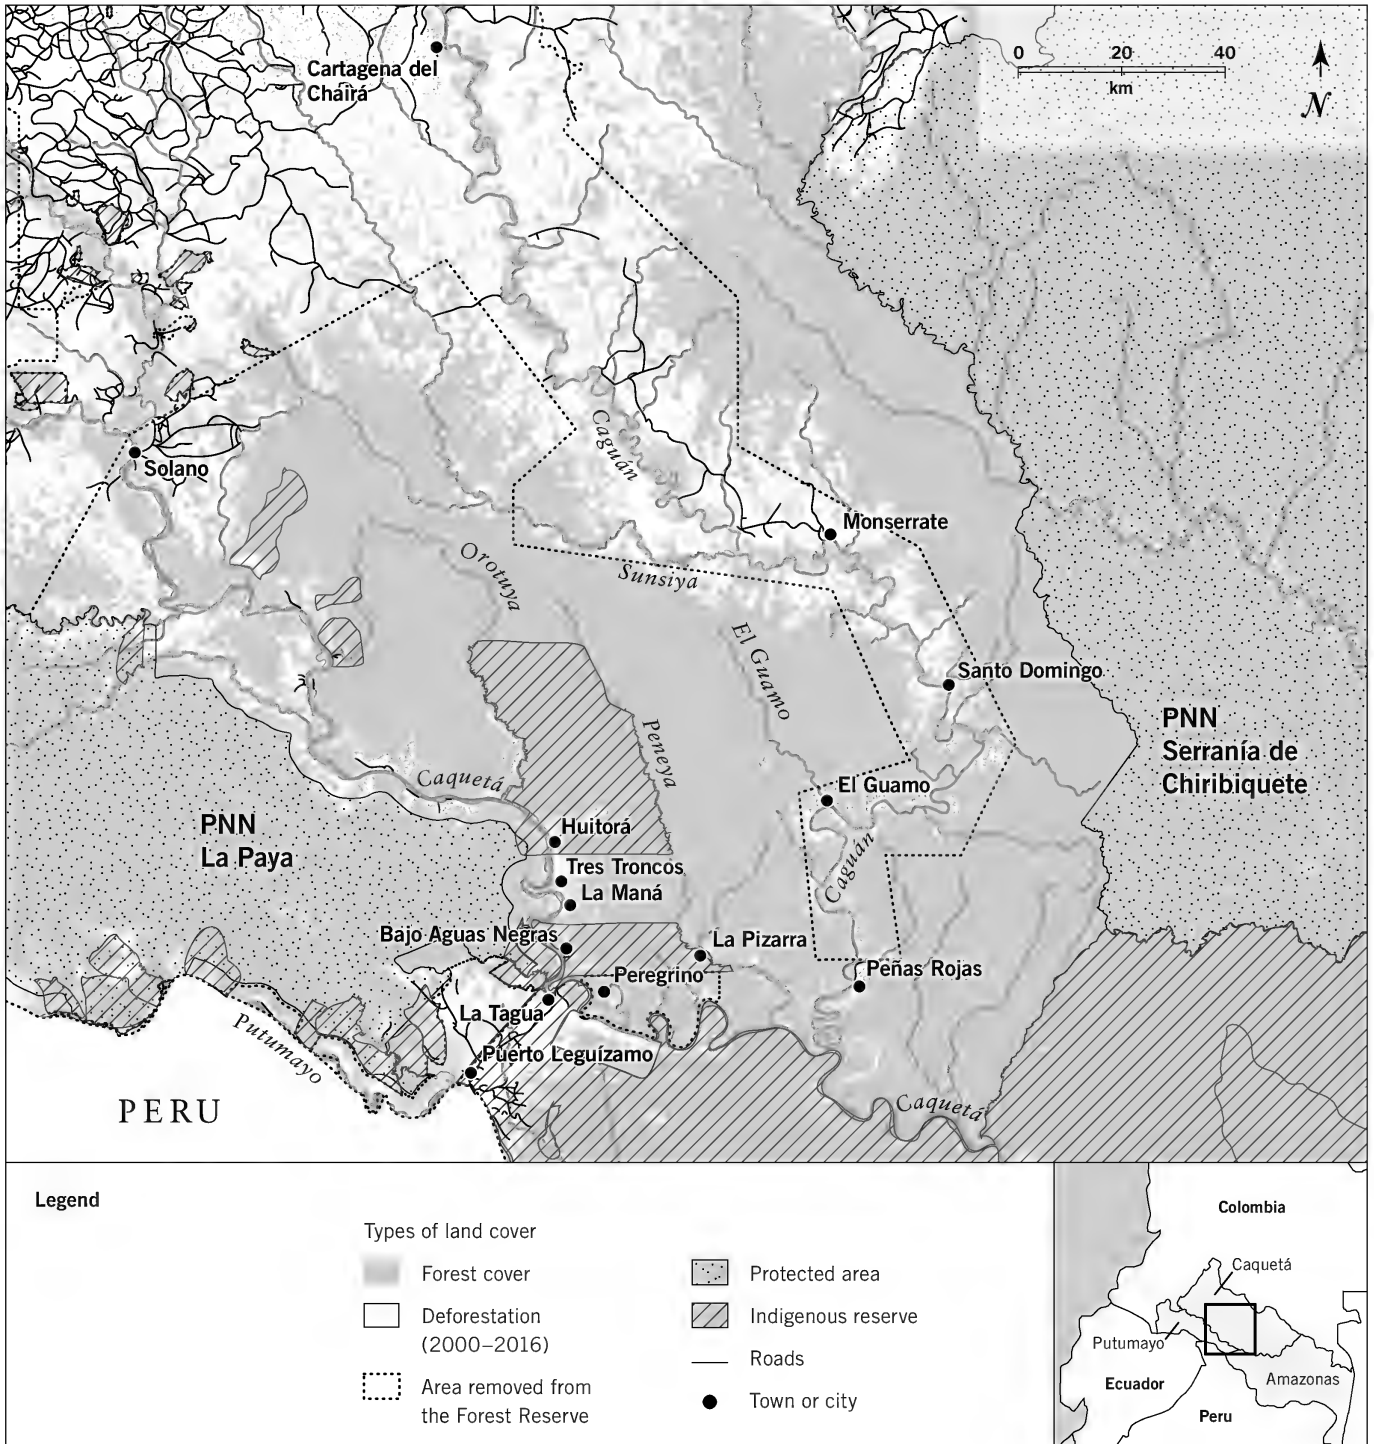 Cartagena del
Chairá
0 20 40
km
N
Caguán
Solano
Monserrate
Orotuya
Sunsiya
El Guamo
Santo Domingo
PNN
Serranía de
Chiribiquete
Peneya
Caquetá
El Guamo
PNN
La Paya
Huitorá
Tres Troncos
La Maná
Caguán
Bajo Aguas Negras
La Pizarra
Peregrino
Peñas Rojas
La Tagua
Putumayo
Puerto Leguízamo
PERU
Caquetá
Legend
Types of land cover
Forest cover
Deforestation
(2000–2016)
Area removed from
the Forest Reserve
Protected area
Indigenous reserve
Roads
Town or city
Colombia
Caquetá
Putumayo
Ecuador
Amazonas
Peru